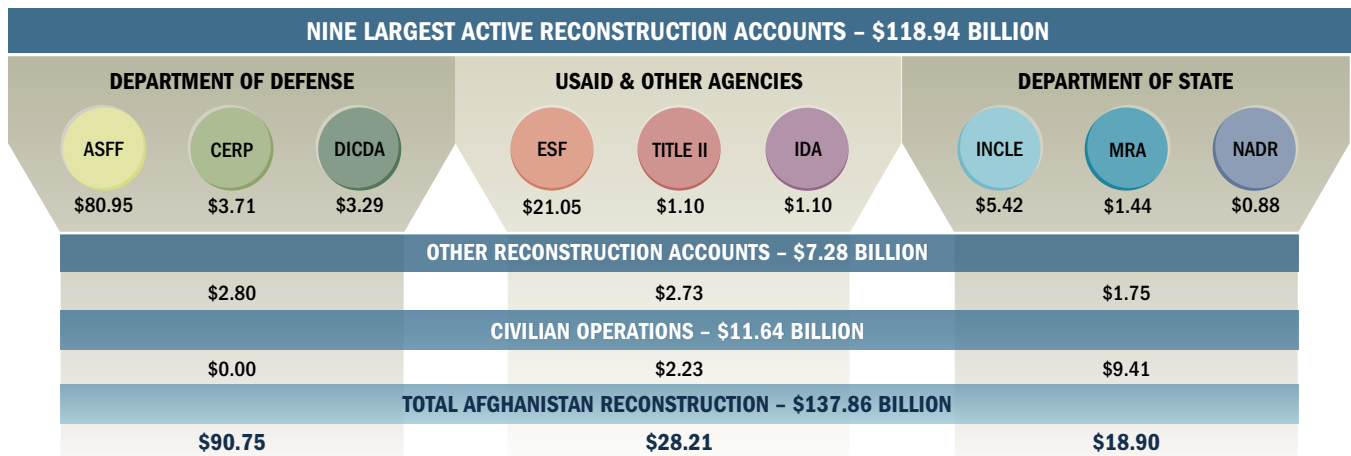 NINE LARGEST ACTIVE RECONSTRUCTION ACCOUNTS – $118.94 BILLION
DEPARTMENT OF DEFENSE USAID & OTHER AGENCIES DEPARTMENT OF STATE
ASFF CERP DICDA ESF TITLE II IDA INCLE MRA NADR
$80.95 $3.71 $3.29 $21.05 $1.10 $1.10 $5.42 $1.44 $0.88
OTHER RECONSTRUCTION ACCOUNTS – $7.28 BILLION
$2.80 $2.73 $1.75
CIVILIAN OPERATIONS – $11.64 BILLION
$0.00 $2.23 $9.41
TOTAL AFGHANISTAN RECONSTRUCTION – $137.86 BILLION
$90.75 $28.21 $18.90